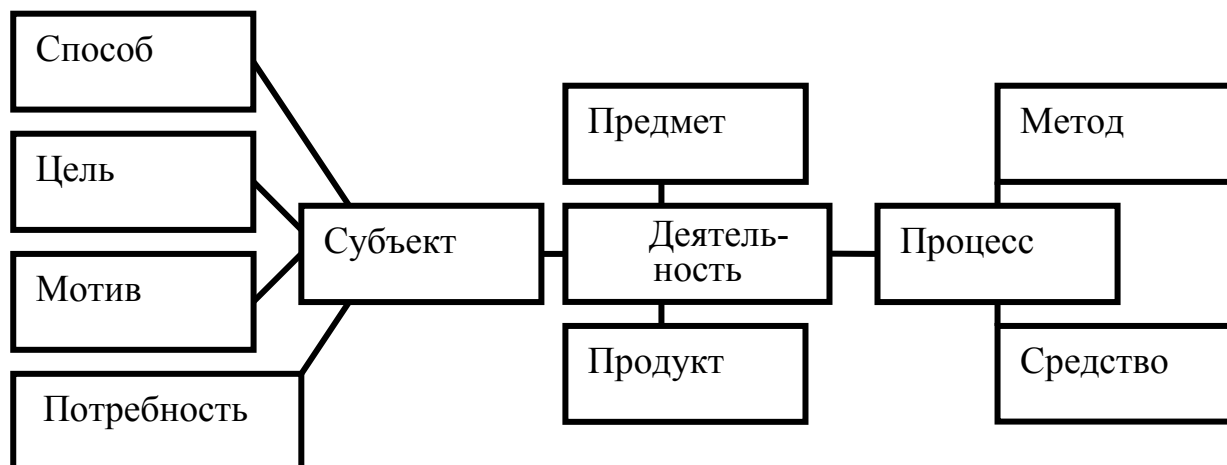 Способ
Цель
Мотив
Потребность
Субъект
Предмет
Деятель-
ность
Продукт
Метод
Процесс
Средство